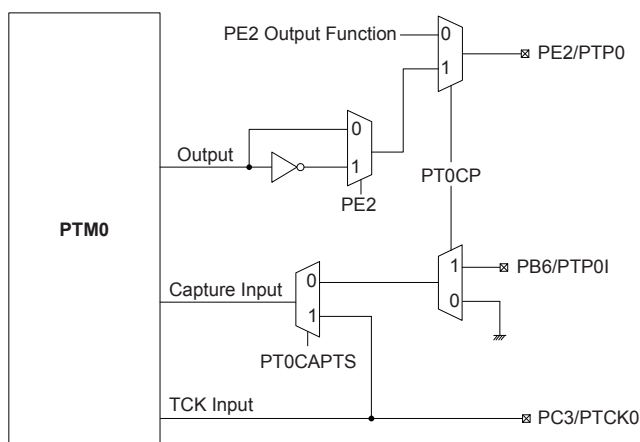 PE2 Output Function
0
1
PE2/PTP0
Output
0
1
PE2
PT0CP
PTM0
Capture Input
0
1
PT0CAPTS
1
0
PB6/PTP0I
TCK Input
PC3/PTCK0